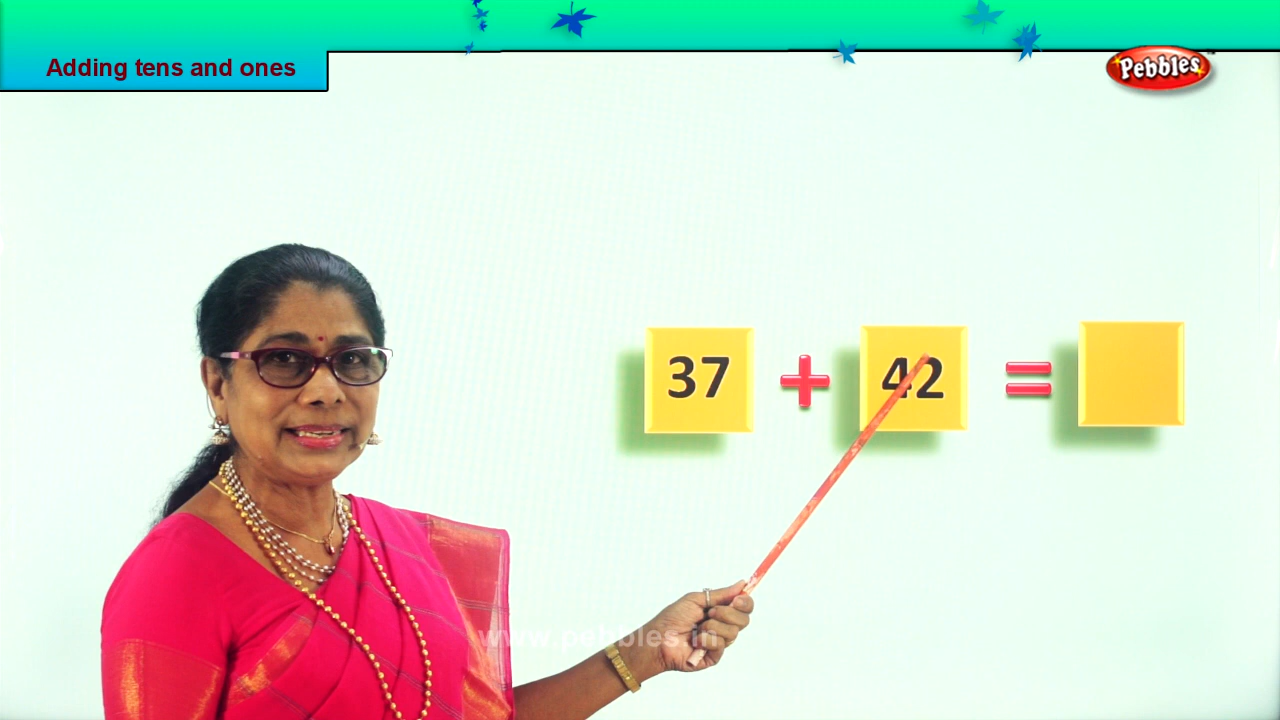 Adding tens and ones
Pebbles
37 + 42 =
www.pebbles.in